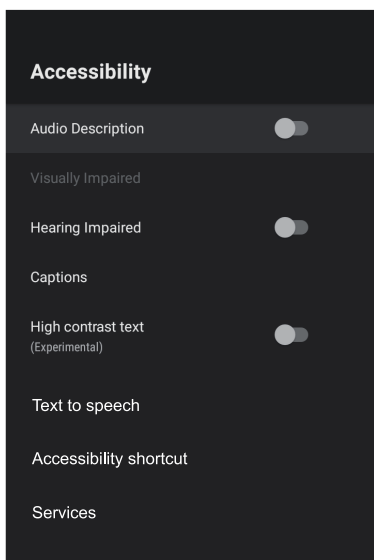 Accessibility
Audio Description
Visually Impaired
Hearing Impaired
Captions
High contrast text
(Experimental)
Text to speech
Accessibility shortcut
Services